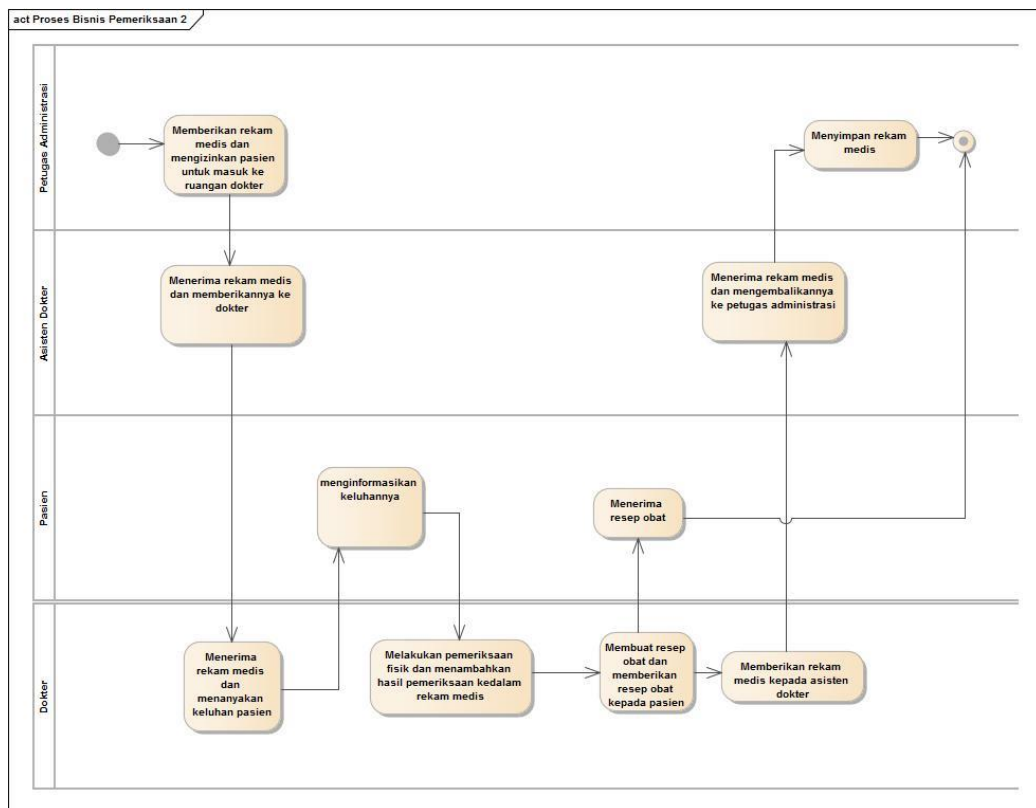 act Proses Bisnis Pemeriksaan 2
Petugas Administrasi
Memberikan rekam
medis dan
mengizinkan pasien
untuk masuk ke
ruangan dokter
Menyimpan rekam
medis
Asisten Dokter
Menerima rekam medis
dan memberikannya ke
dokter
Menerima rekam medis
dan mengembalikannya
ke petugas administrasi
Pasien
menginformasikan
keluhannya
Menerima
resep obat
Dokter
Menerima
rekam medis
dan
menanyakan
keluhan pasien
Melakukan pemeriksaan
fisik dan menambahkan
hasil pemeriksaan kedalam
rekam medis
Membuat resep
obat dan
memberikan
resep obat
kepada pasien
Memberikan rekam
medis kepada asisten
dokter